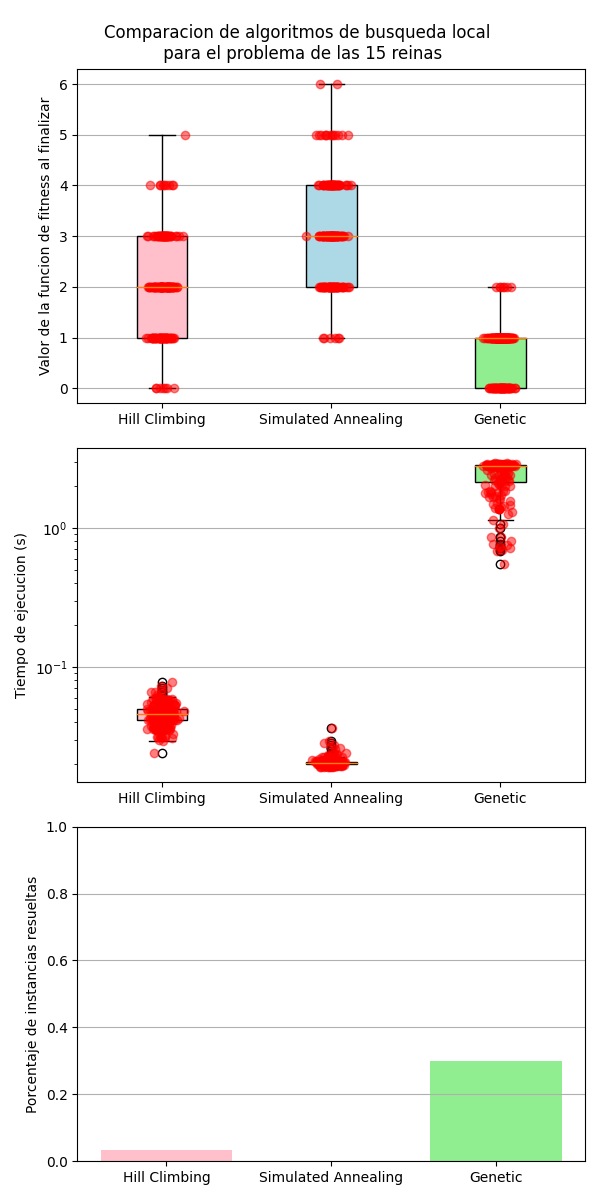 Comparacion de algoritmos de busqueda local
para el problema de las 15 reinas
Valor de la funcion de fitness al finalizar
6
5
4
3
2
1
0
Hill Climbing
Simulated Annealing
Genetic
Tiempo de ejecucion (s)
10⁰
10⁻¹
Hill Climbing
Simulated Annealing
Genetic
Porcentaje de instancias resueltas
1.0
0.8
0.6
0.4
0.2
0.0
Hill Climbing
Simulated Annealing
Genetic